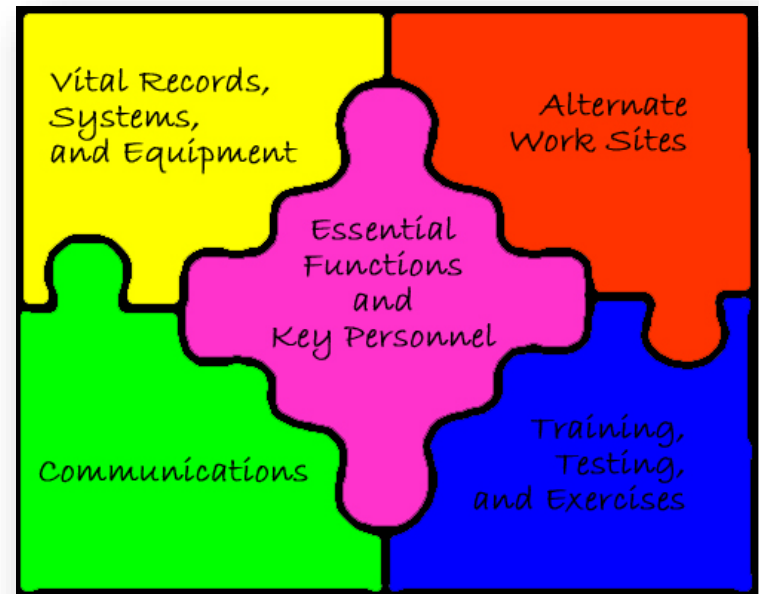 Vital Records,
Systems,
and Equipment
Alternate
Work Sites
Essential
Functions
and
Key Personnel
Communications
Training,
Testing,
and Exercises